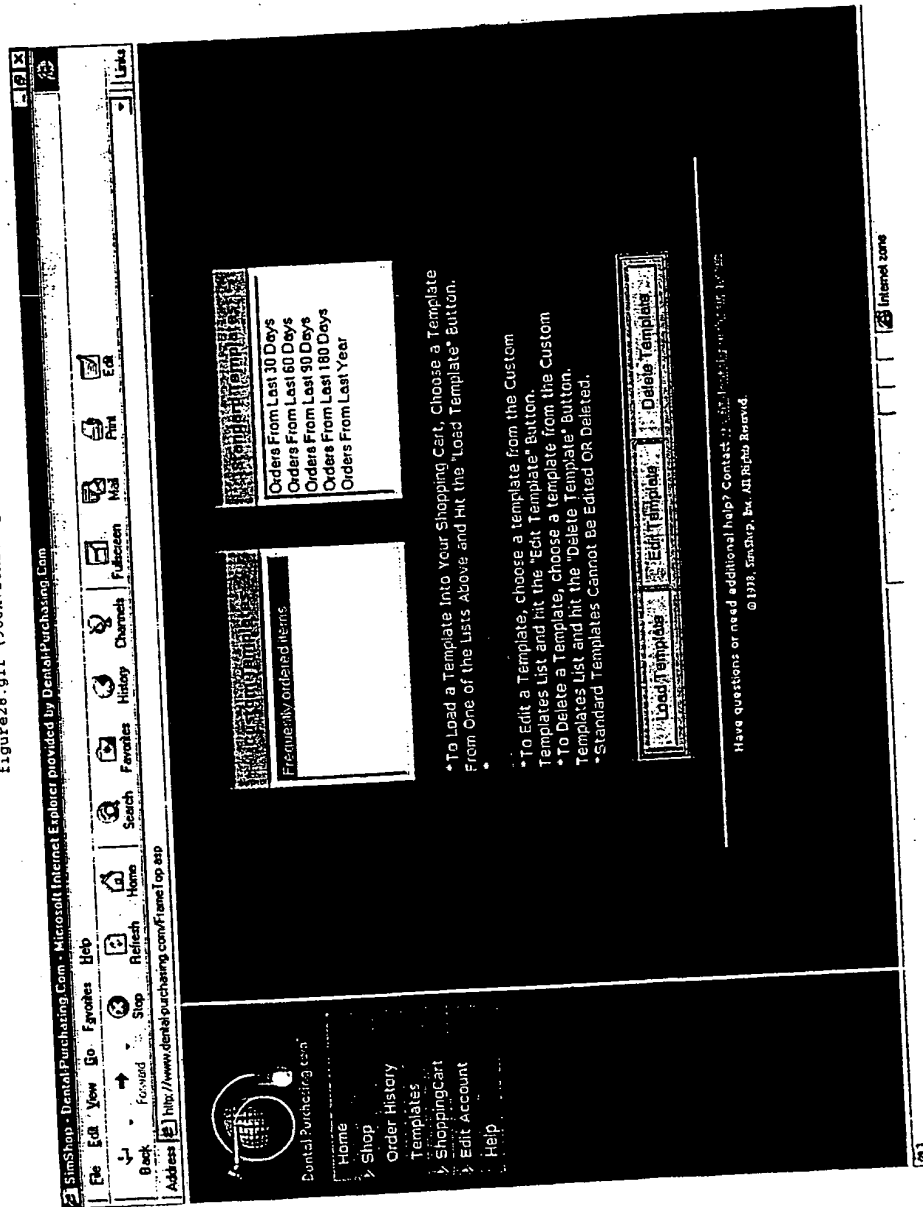 SimShop - Dental-Purchasing.Com - Microsoft Internet Explorer provided by Dental-Purchasing.Com
File Edit View Go Favorites Help
Back Forward Stop Refresh Home Search Favorites History Channels Fullscreen Mail Print Edit
Address http://www.dental-purchasing.com/FrameTop.asp Links
Dental Purchasing.com
Home
Shop
Order History
Templates
ShoppingCart
Edit Account
Help
Frequently ordered items
Orders From Last 30 Days
Orders From Last 60 Days
Orders From Last 90 Days
Orders From Last 180 Days
Orders From Last Year
*To Load a Template Into Your Shopping Cart, Choose a Template
From One of the Lists Above and Hit the "Load Template" Button.
*
*To Edit a Template, choose a template from the Custom
Templates List and hit the "Edit Template" Button.
*To Delete a Template, choose a template from the Custom
Templates List and hit the "Delete Template" Button.
*Standard Templates Cannot Be Edited OR Deleted.
Load Template Edit Template Delete Template
Have questions or need additional help? Contact
©1998, SimShop, Inc. All Rights Reserved.
Internet zone